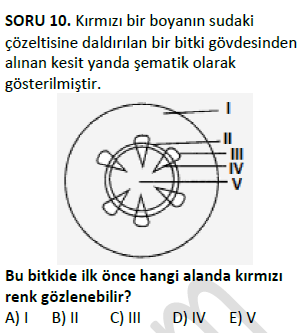 SORU 10. Kırmızı bir boyanın sudaki
çözeltisine daldırılan bir bitki gövdesinden
alınan kesit yanda şematik olarak
gösterilmiştir.
I
II
III
IV
V
Bu bitkide ilk önce hangi alanda kırmızı
renk gözlenebilir?
A) I B) II C) III D) IV E) V